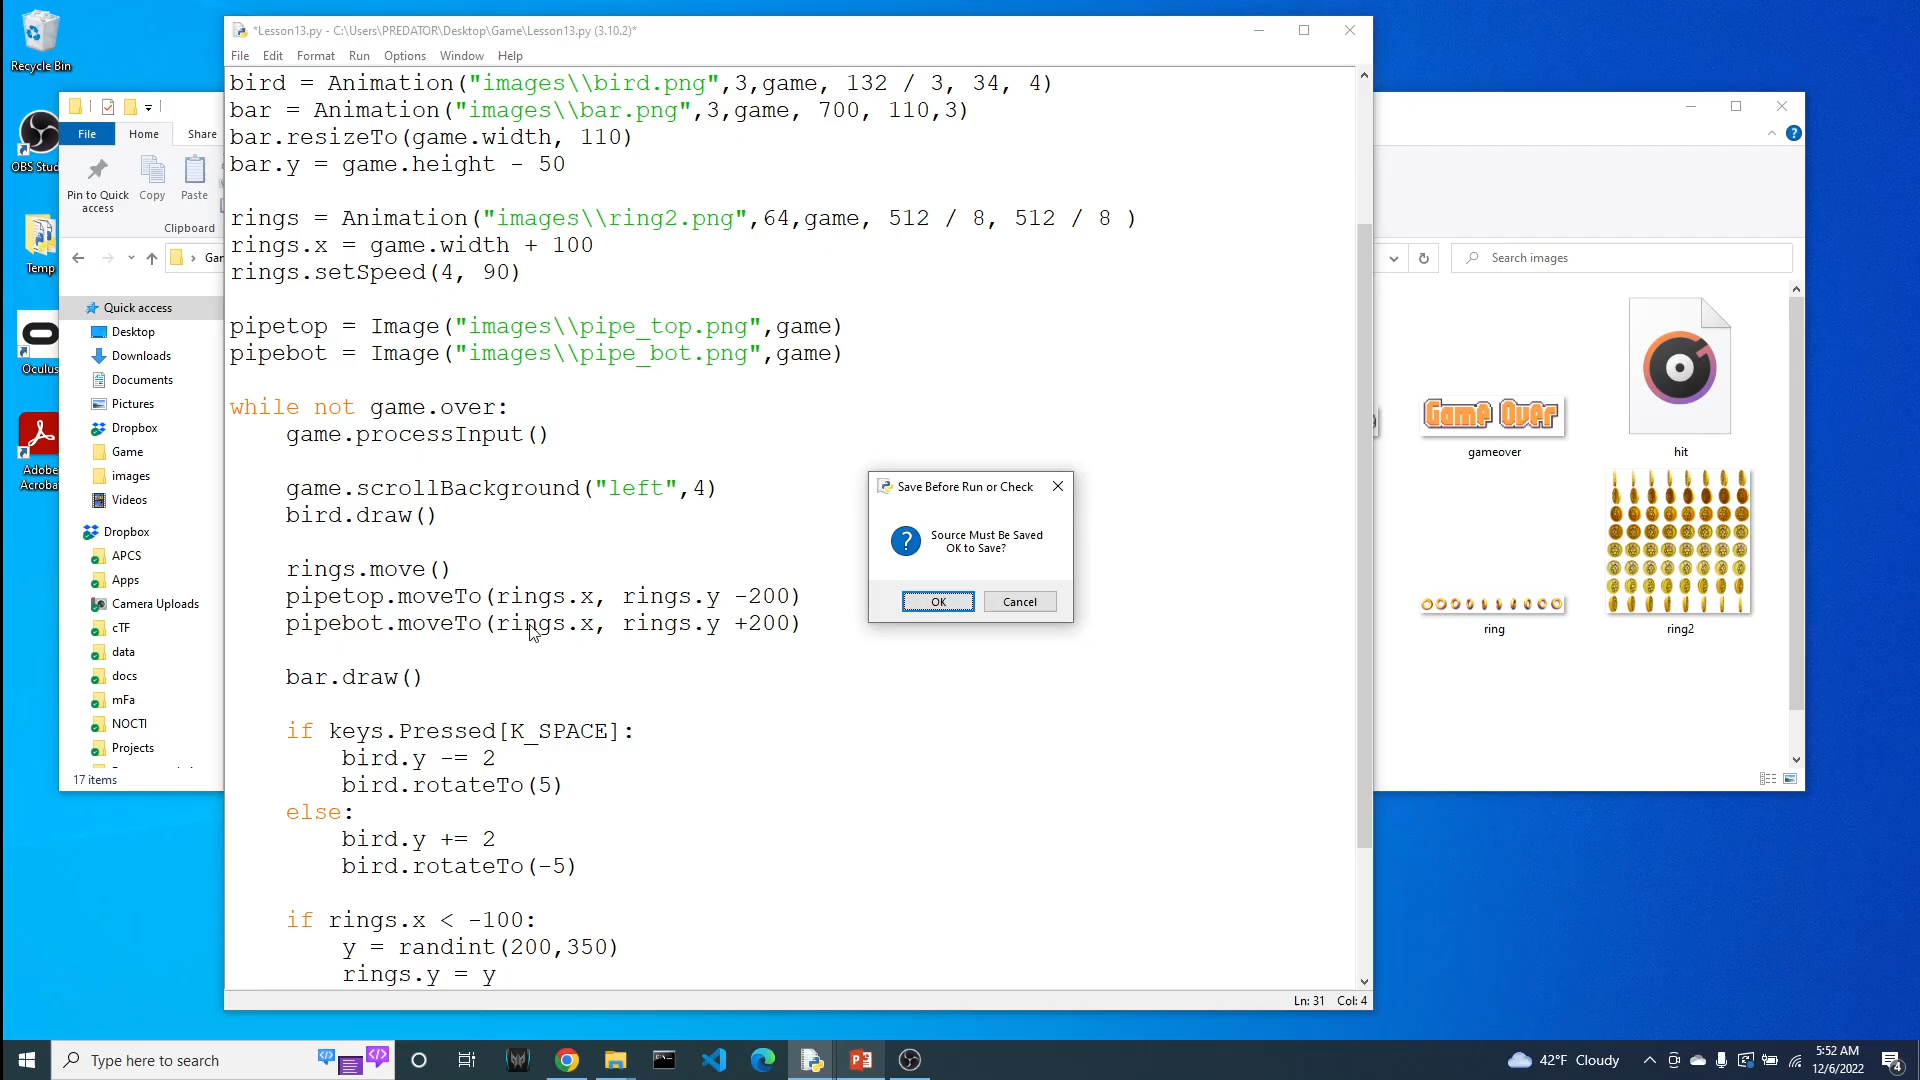 Recycle Bin
OBS Stud
Temp
Oculus
Adobe
Acrobat
*Lesson13.py - C:\Users\PREDATOR\Desktop\Game\Lesson13.py (3.10.2)*
File Edit Format Run Options Window Help
bird = Animation("images\\bird.png",3,game, 132 / 3, 34, 4)
bar = Animation("images\\bar.png",3,game, 700, 110,3)
bar.resizeTo(game.width, 110)
bar.y = game.height - 50
rings = Animation("images\\ring2.png",64,game, 512 / 8, 512 / 8 )
rings.x = game.width + 100
rings.setSpeed(4, 90)
pipetop = Image("images\\pipe_top.png",game)
pipebot = Image("images\\pipe_bot.png",game)
while not game.over:
    game.processInput()
    game.scrollBackground("left",4)
    bird.draw()
    rings.move()
    pipetop.moveTo(rings.x, rings.y -200)
    pipebot.moveTo(rings.x, rings.y +200)
    bar.draw()
    if keys.Pressed[K_SPACE]:
        bird.y -= 2
        bird.rotateTo(5)
    else:
        bird.y += 2
        bird.rotateTo(-5)
    if rings.x < -100:
        y = randint(200,350)
        rings.y = y
Ln: 31 Col: 4
File Home Share
Pin to Quick
access
Copy
Paste
Clipboard
Gar
Quick access
Desktop
Downloads
Documents
Pictures
Dropbox
Game
images
Videos
Dropbox
APCS
Apps
Camera Uploads
cTF
data
docs
mFa
NOCTI
Projects
17 items
Save Before Run or Check
Source Must Be Saved
OK to Save?
OK Cancel
Search images
Game Over
gameover
hit
ring
ring2
Type here to search
42°F Cloudy
5:52 AM
12/6/2022
4